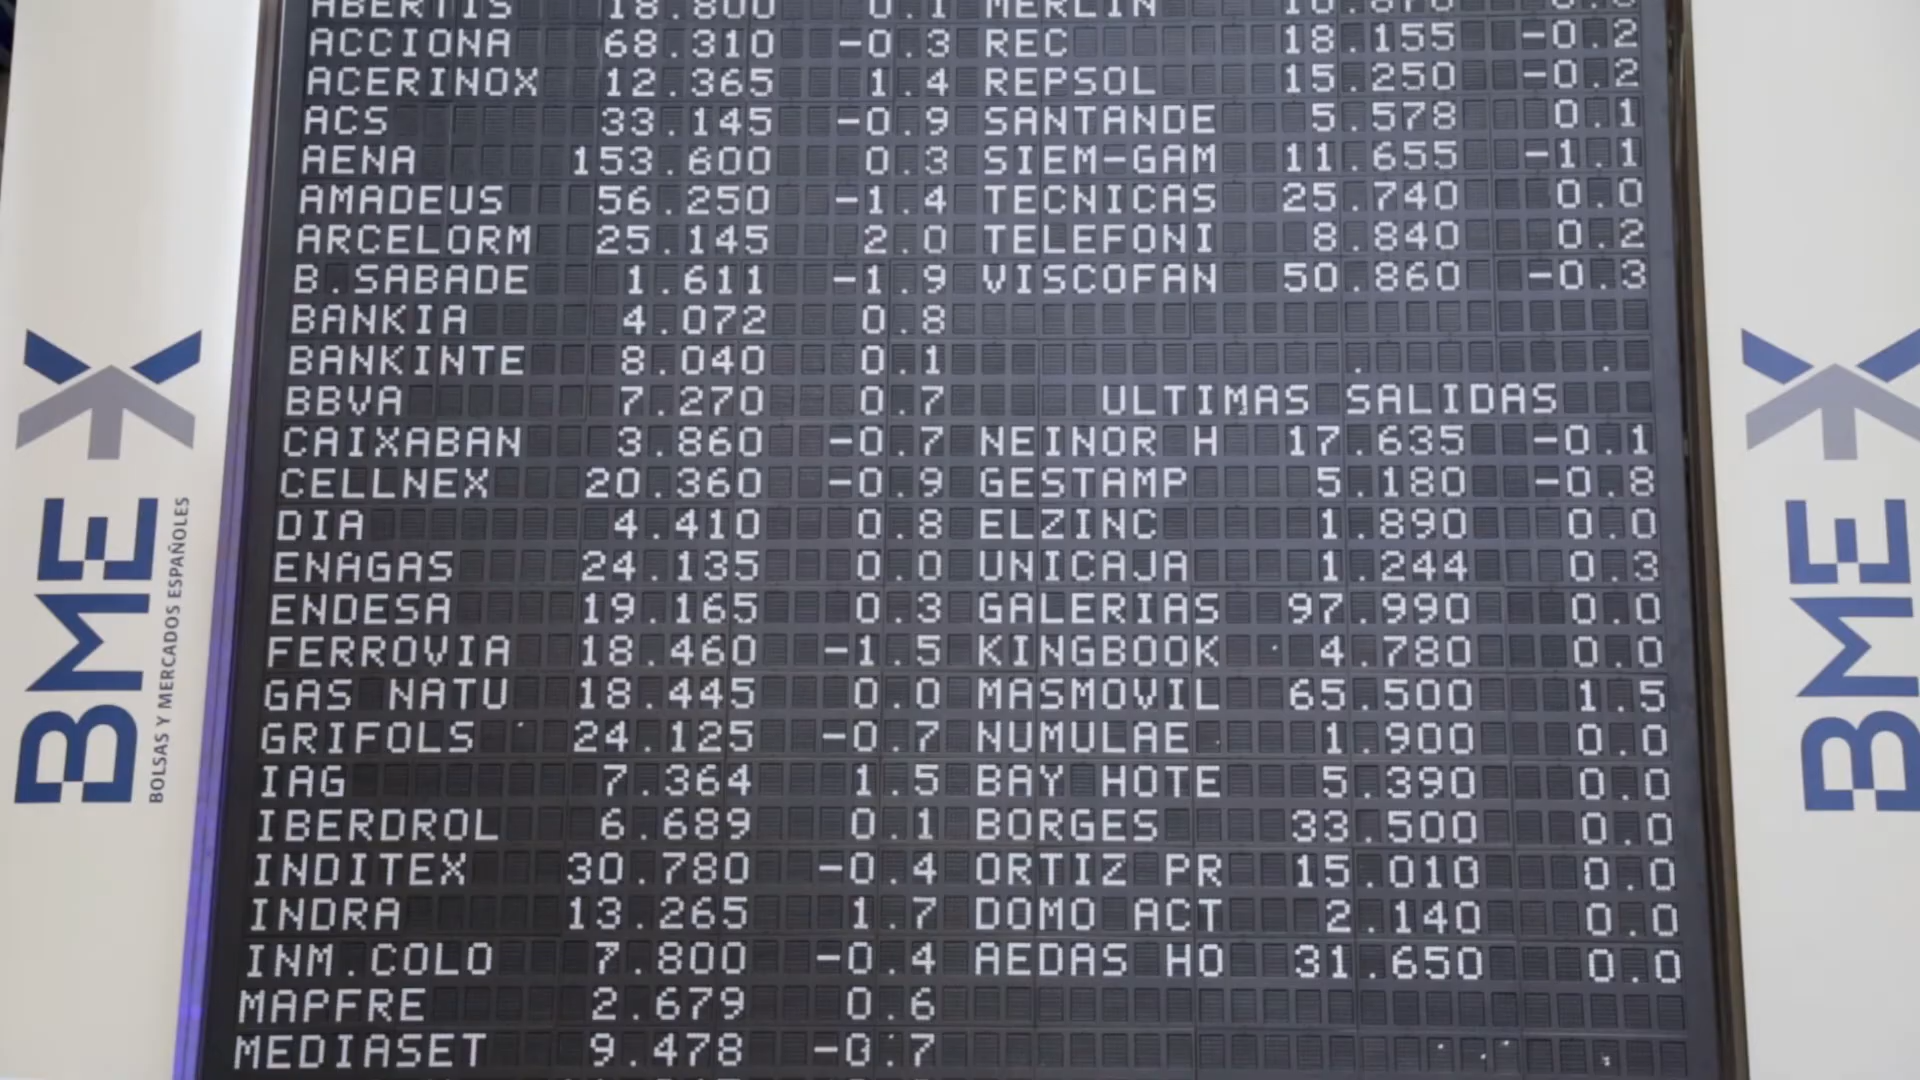 ABERTIS 18.800 0.1 MERLIN
ACCIONA 68.310 -0.3 REC 18.155 -0.2
ACERINOX 12.365 1.4 REPSOL 15.250 -0.2
ACS 33.145 -0.9 SANTANDE 5.578 0.1
AENA 153.600 0.3 SIEM-GAM 11.655 -1.1
AMADEUS 56.250 -1.4 TECNICAS 25.740 0.0
ARCELORM 25.145 2.0 TELEFONI 8.840 0.2
B.SABADE 1.611 -1.9 VISCOFAN 50.860 -0.3
BANKIA 4.072 0.8
BANKINTE 8.040 0.1
BBVA 7.270 0.7 ULTIMAS SALIDAS
CAIXABAN 3.860 -0.7 NEINOR H 17.635 -0.1
CELLNEX 20.360 -0.9 GESTAMP 5.180 -0.8
DIA 4.410 0.8 ELZINC 1.890 0.0
ENAGAS 24.135 0.0 UNICAJA 1.244 0.3
ENDESA 19.165 0.3 GALERIAS 97.990 0.0
FERROVIA 18.460 -1.5 KINGBOOK 4.780 0.0
GAS NATU 18.445 0.0 MASMOVIL 65.500 1.5
GRIFOLS 24.125 -0.7 NUMULAE 1.900 0.0
IAG 7.364 1.5 BAY HOTE 5.390 0.0
IBERDROL 6.689 0.1 BORGES 33.500 0.0
INDITEX 30.780 -0.4 ORTIZ PR 15.010 0.0
INDRA 13.265 1.7 DOMO ACT 2.140 0.0
INM.COLO 7.800 -0.4 AEDAS HO 31.650 0.0
MAPFRE 2.679 0.6
MEDIASET 9.478 -0.7
BME
BOLSAS Y MERCADOS ESPAÑOLES
BME